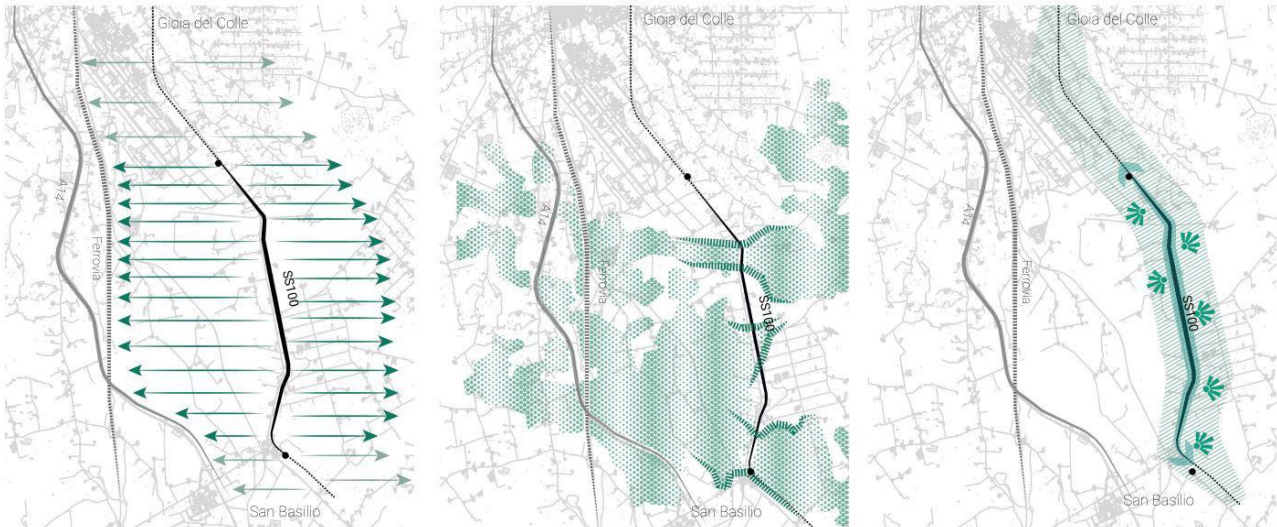 Gioia del Colle
A14
Ferrovia
SS100
San Basilio
Gioia del Colle
A14
Ferrovia
SS100
San Basilio
Gioia del Colle
A14
Ferrovia
SS100
San Basilio